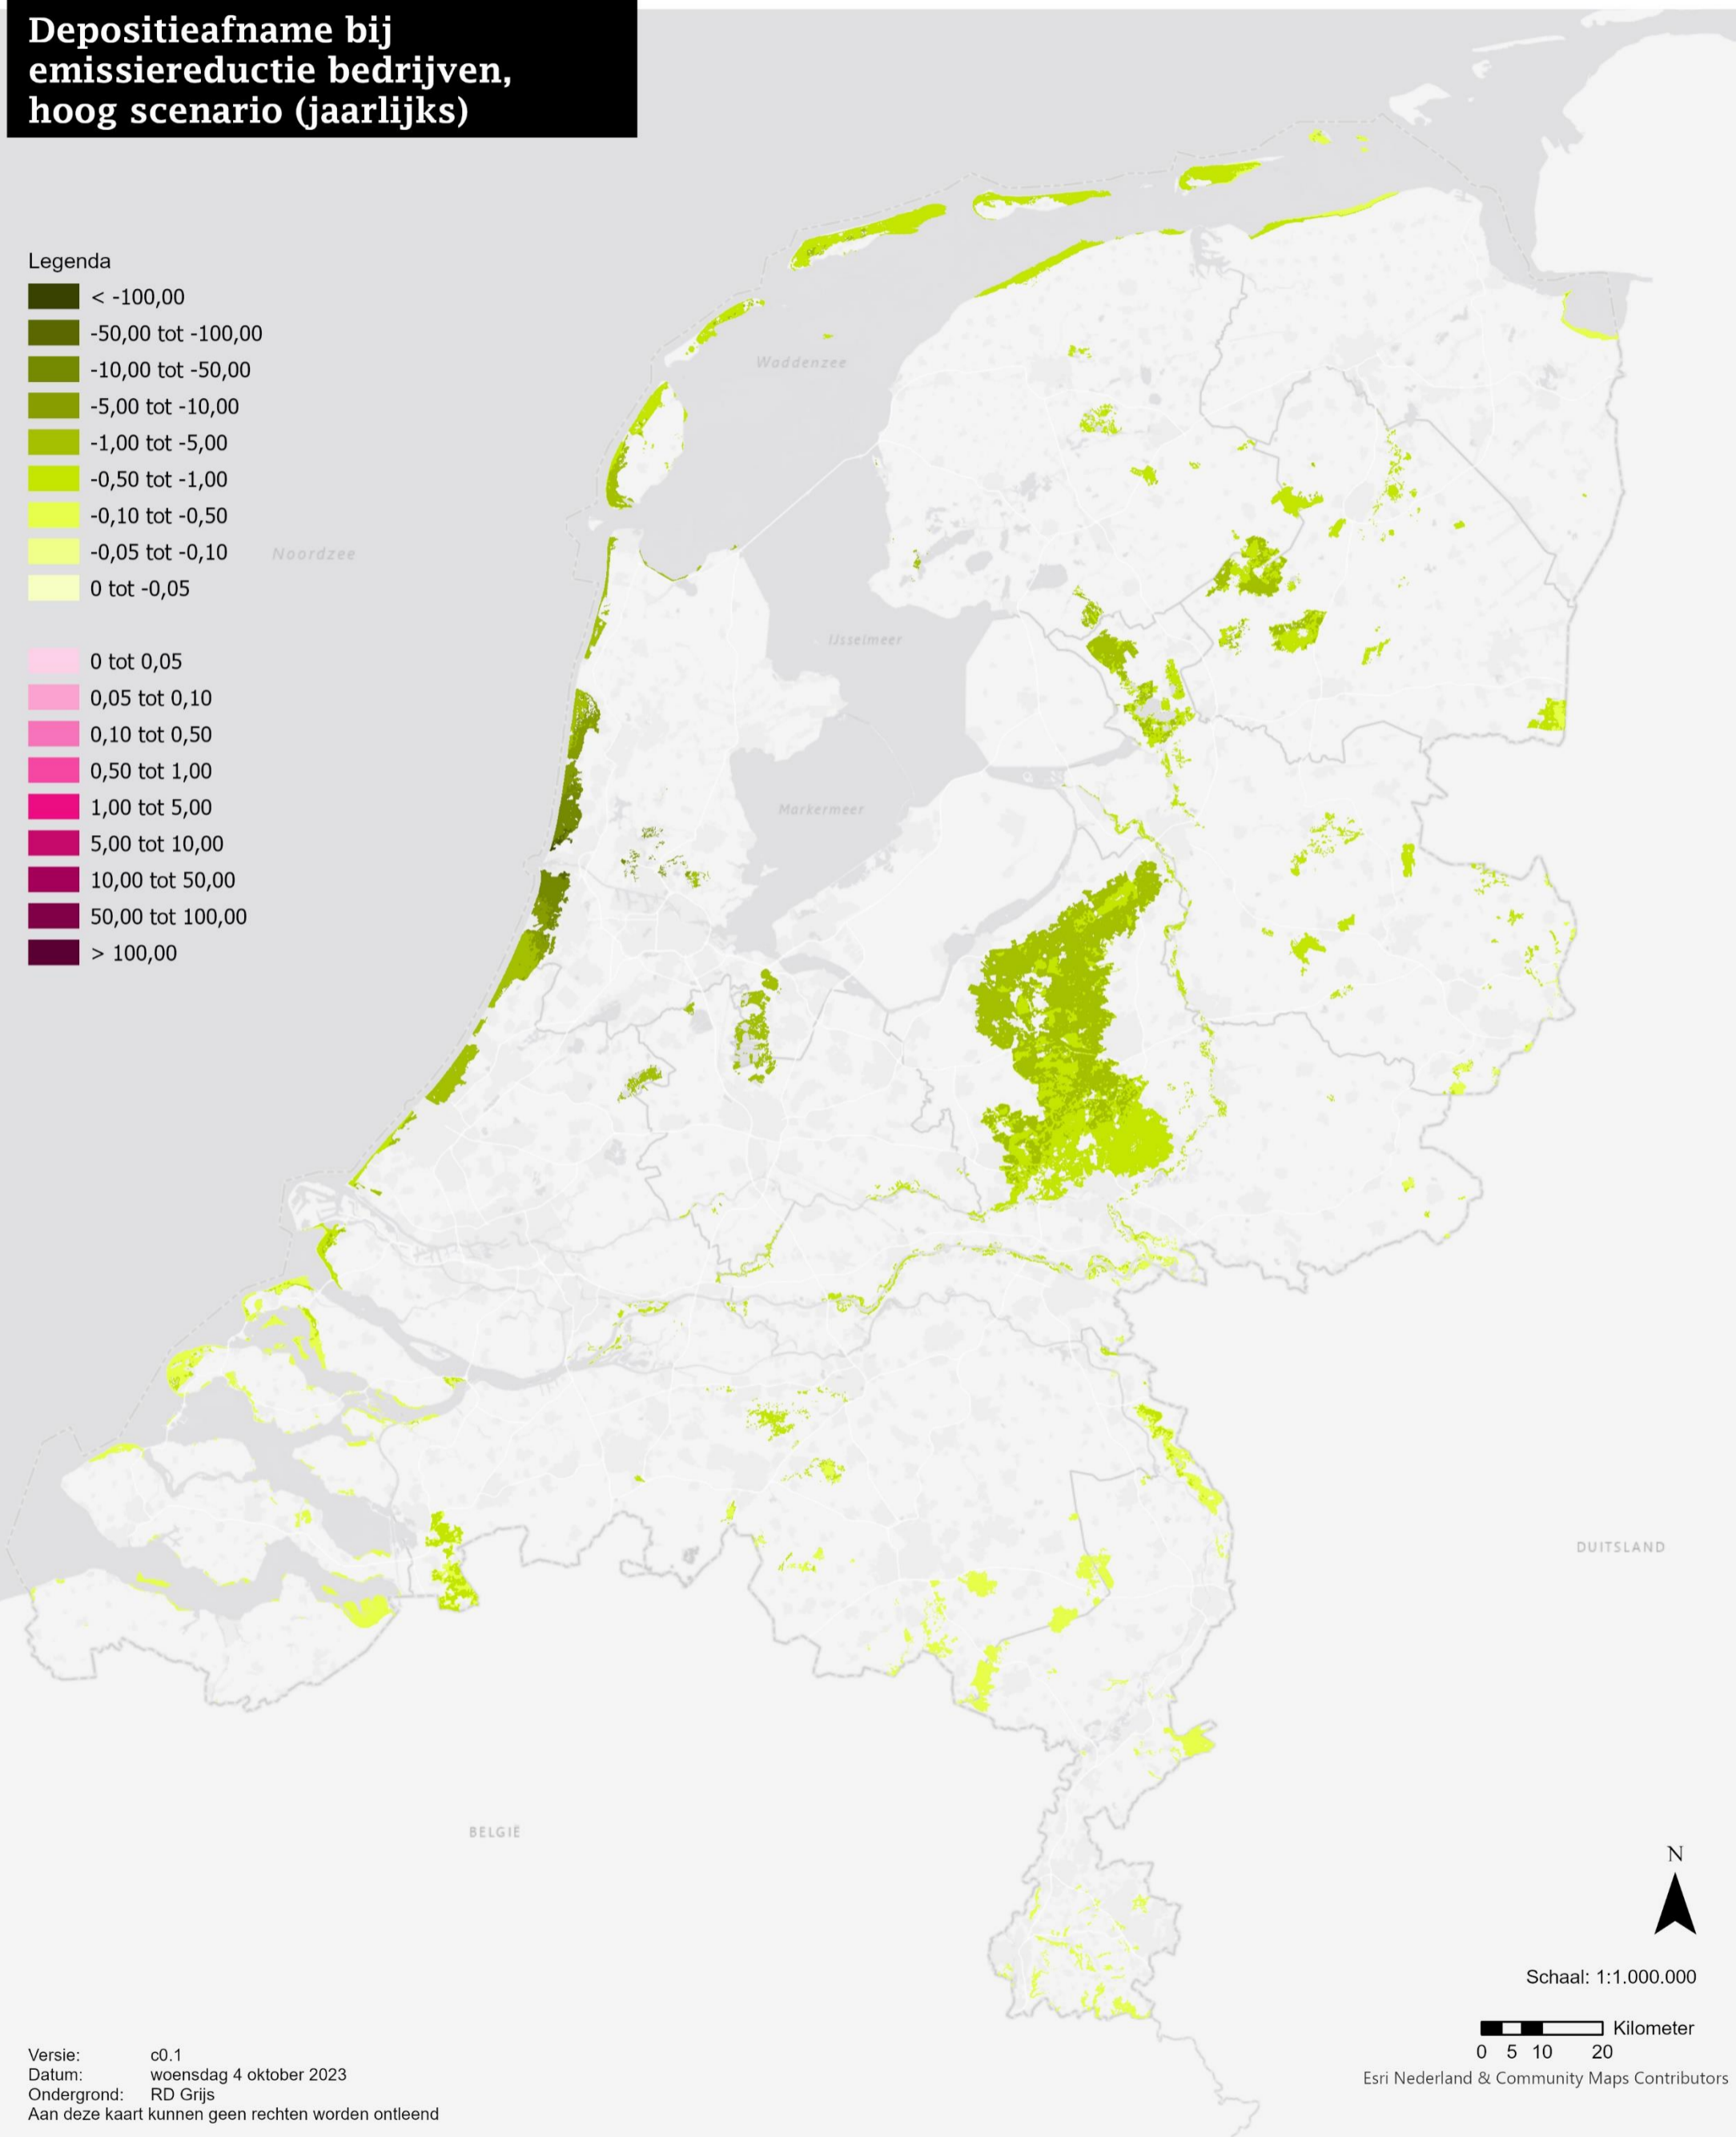 Depositieafname bij
emissiereductie bedrijven,
hoog scenario (jaarlijks)
Legenda
< -100,00
-50,00 tot -100,00
-10,00 tot -50,00
-5,00 tot -10,00
-1,00 tot -5,00
-0,50 tot -1,00
-0,10 tot -0,50
-0,05 tot -0,10
0 tot -0,05
0 tot 0,05
0,05 tot 0,10
0,10 tot 0,50
0,50 tot 1,00
1,00 tot 5,00
5,00 tot 10,00
10,00 tot 50,00
50,00 tot 100,00
> 100,00
Waddenzee
Noordzee
IJsselmeer
Markermeer
DUITSLAND
BELGIË
N
Schaal: 1:1.000.000
Kilometer
0 5 10 20
Esri Nederland & Community Maps Contributors
Versie: c0.1
Datum: woensdag 4 oktober 2023
Ondergrond: RD Grijs
Aan deze kaart kunnen geen rechten worden ontleend